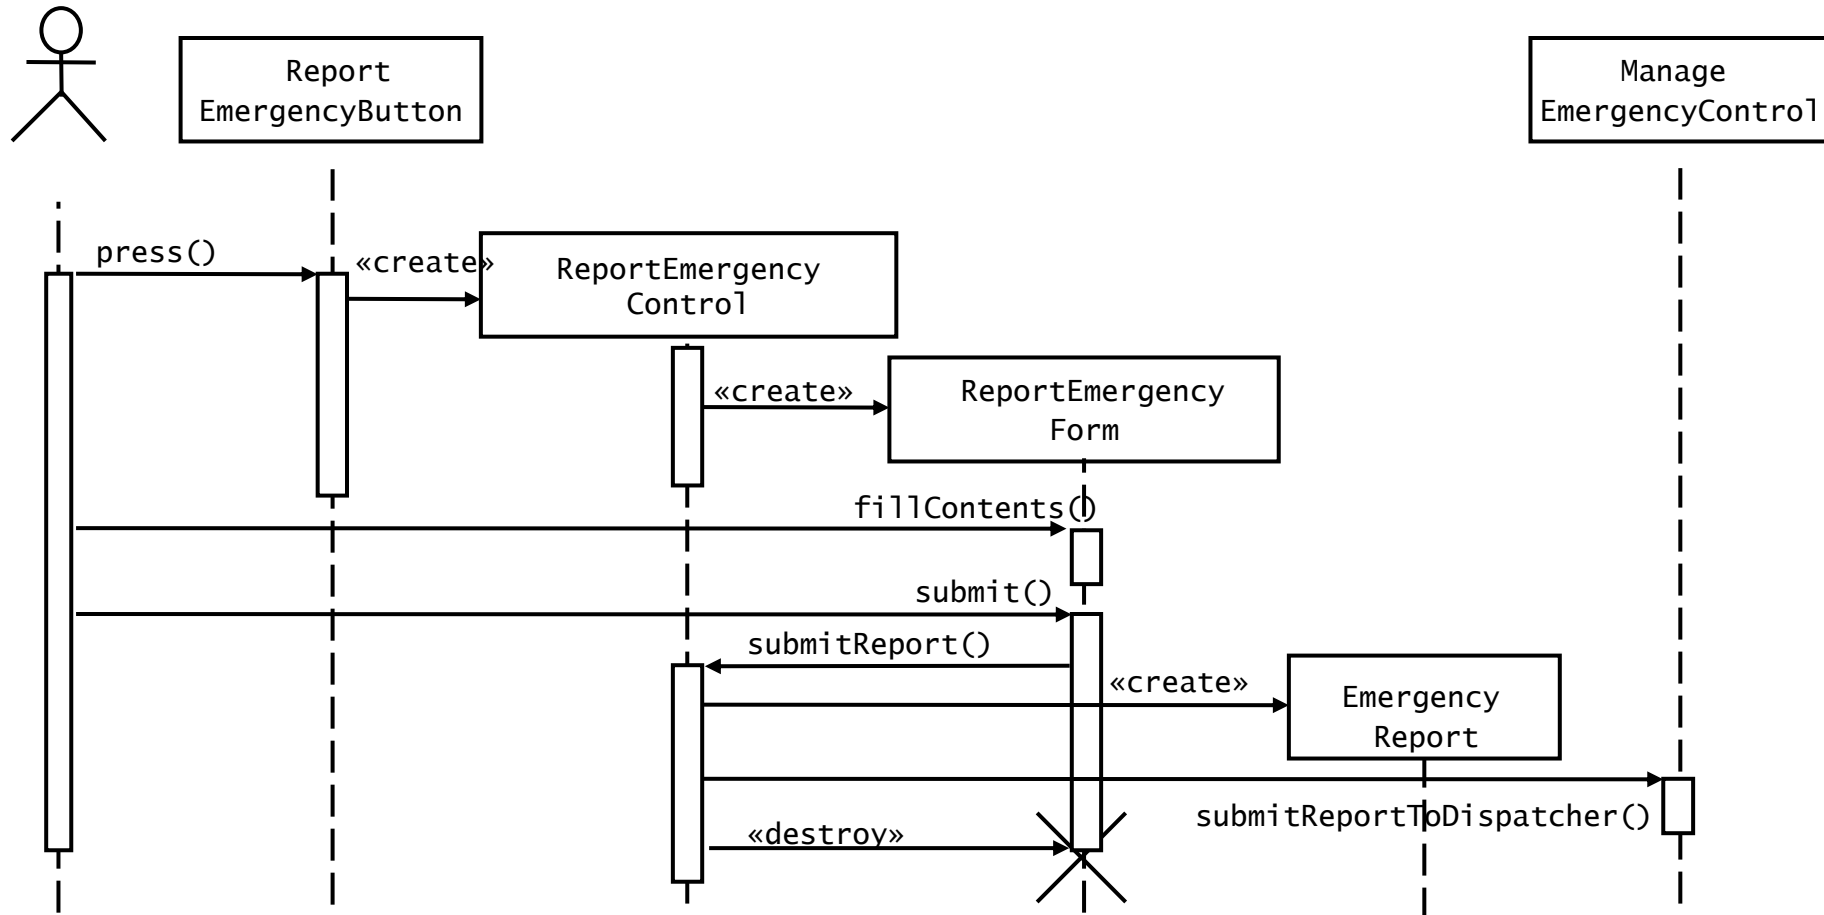 Report
EmergencyButton
Manage
EmergencyControl
press()
«create»
ReportEmergency
Control
«create»
ReportEmergency
Form
fillContents()
submit()
submitReport()
«create»
Emergency
Report
submitReportToDispatcher()
«destroy»